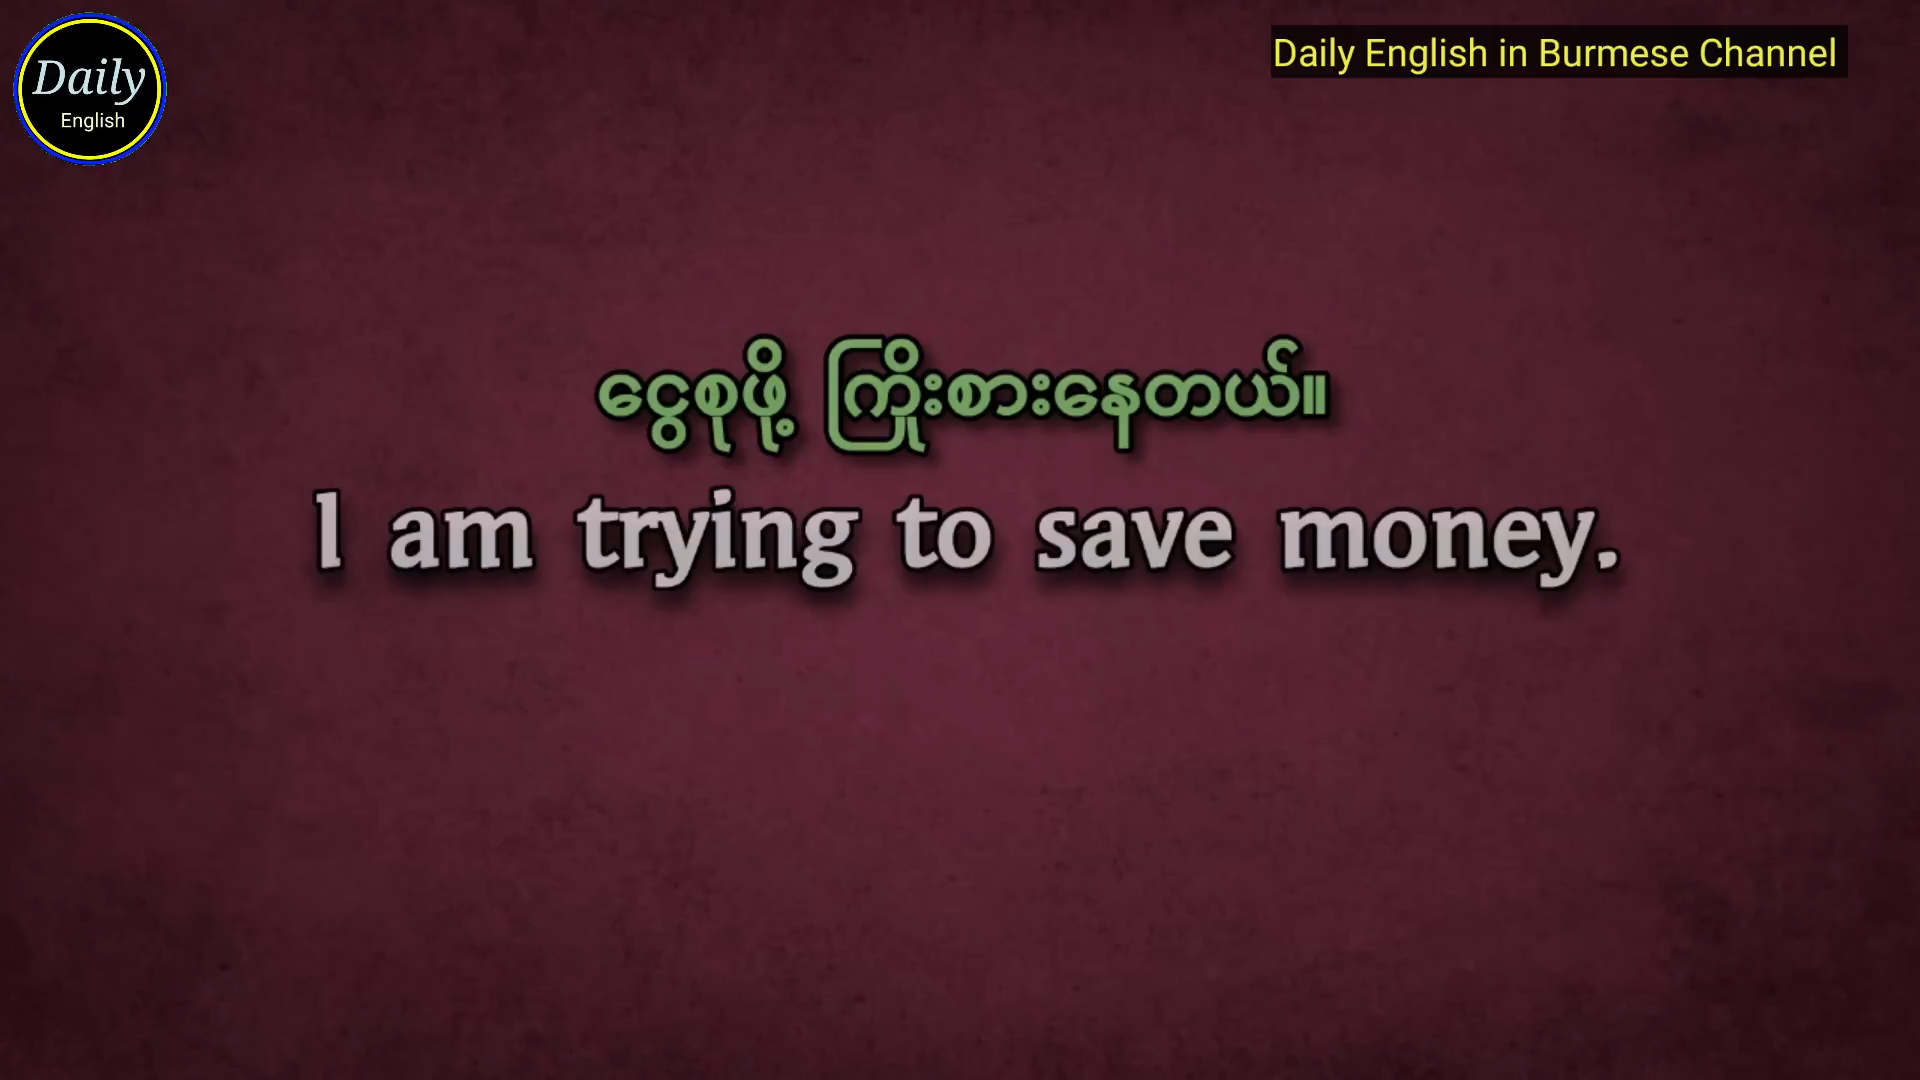 Daily
English
Daily English in Burmese Channel
ငွေစုဖို့ ကြိုးစားနေတယ်။
I am trying to save money.